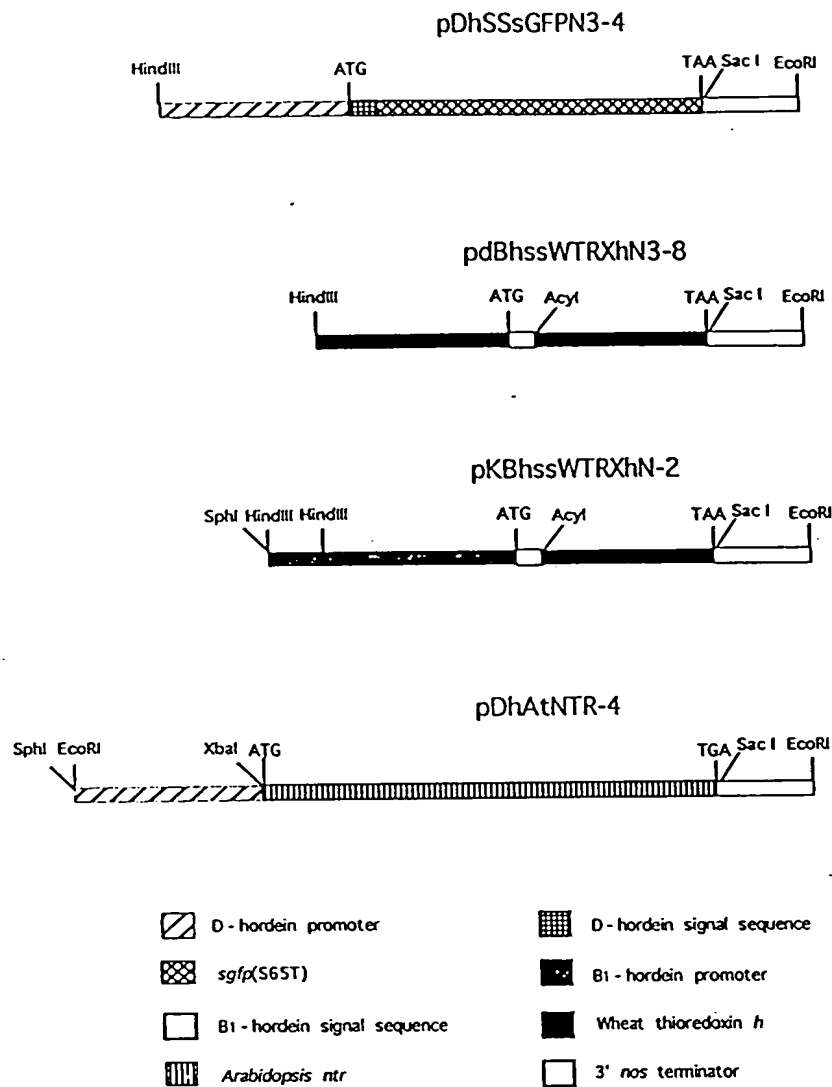 pDhSSsGFPN3-4
HindIII ATG TAA Sac I EcoRI
pdBhssWTRXhN3-8
HindIII ATG AcyI TAA Sac I EcoRI
pKBhssWTRXhN-2
SphI HindIII HindIII ATG AcyI TAA Sac I EcoRI
pDhAtNTR-4
SphI EcoRI XbaI ATG TGA Sac I EcoRI
D - hordein promoter
D - hordein signal sequence
sgfp(S65T)
B1 - hordein promoter
B1 - hordein signal sequence
Wheat thioredoxin h
Arabidopsis ntr
3' nos terminator